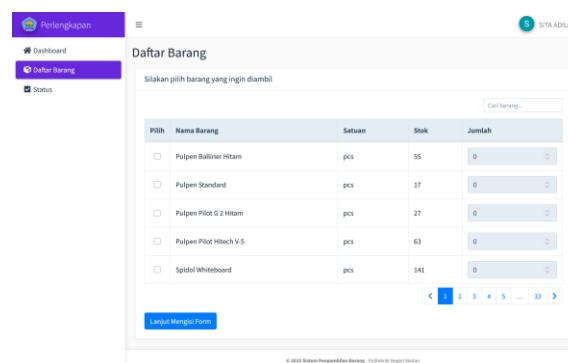 Perlengkapan
S SITA ADILA
Dashboard
Daftar Barang
Daftar Barang
Status
Silakan pilih barang yang ingin diambil
Cari barang...
Pilih Nama Barang Satuan Stok Jumlah
Pulpen Balliner Hitam pcs 55 0
Pulpen Standard pcs 17 0
Pulpen Pilot G 2 Hitam pcs 27 0
Pulpen Pilot Hitech V-5 pcs 63 0
Spidol Whiteboard pcs 141 0
1 2 3 4 5 ... 33
Lanjut Mengisi Form
© 2025 Sistem Pengambilan Barang - Politeknik Negeri Medan.